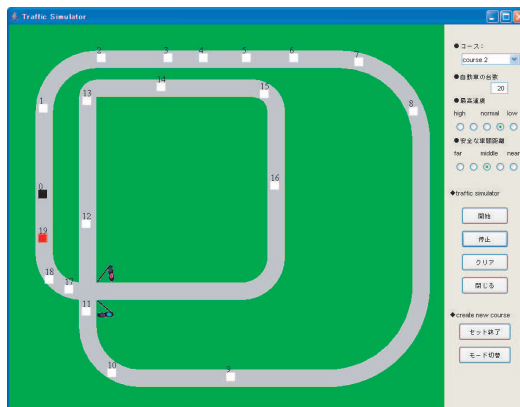 Traffic Simulator
●コース：
course 2
●自動車の台数
20
●最高速度
high normal low
●安全な車間距離
far middle near
◆traffic simulator
開始
停止
クリア
閉じる
◆create new course
セット終了
モード切替
2 3 4 5 6 7
1 13 14 15 8
0 16
19 12
18 17
11
10 9